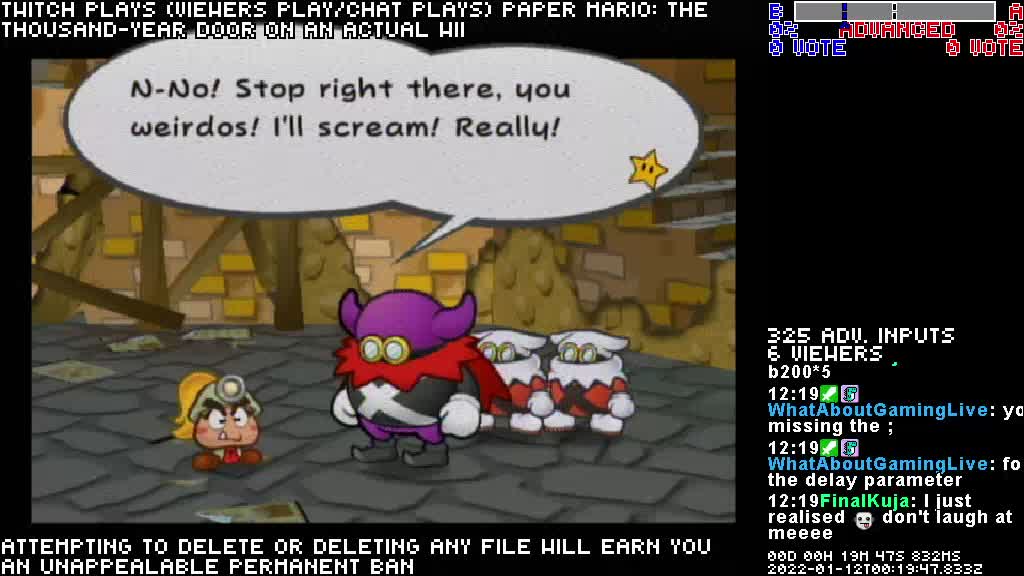 TWITCH PLAYS (VIEWERS PLAY/CHAT PLAYS) PAPER MARIO: THE
THOUSAND-YEAR DOOR ON AN ACTUAL WII
N-No! Stop right there, you
weirdos! I'll scream! Really!
B A
0% ADVANCED 0%
0 VOTE 0 VOTE
325 ADV. INPUTS
6 VIEWERS
b200*5
12:19
WhatAboutGamingLive: yo
missing the ;
12:19
WhatAboutGamingLive: fo
the delay parameter
12:19 FinalKuja: I just
realised don't laugh at
meeee
00D 00H 19M 47S 832MS
2022-01-12T00:19:47.833Z
ATTEMPTING TO DELETE OR DELETING ANY FILE WILL EARN YOU
AN UNAPPEALABLE PERMANENT BAN